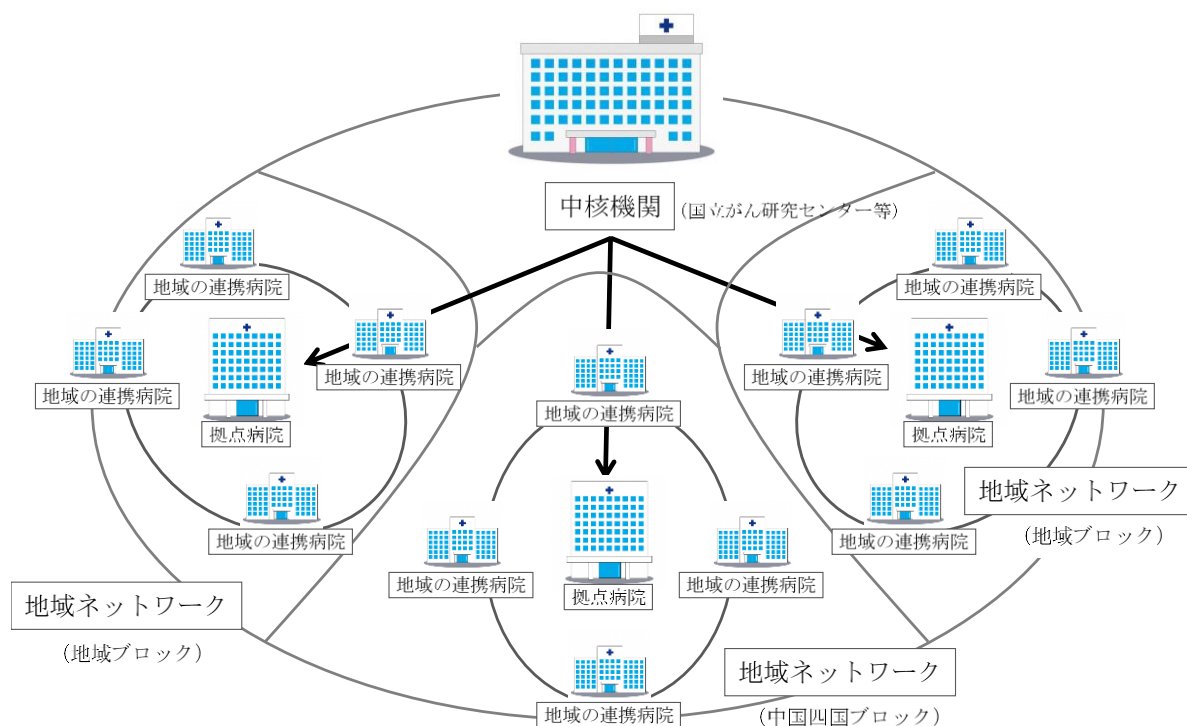 中核機関
(国立がん研究センター等)
地域の連携病院
地域の連携病院
地域の連携病院
地域の連携病院
地域の連携病院
地域の連携病院
地域の連携病院
拠点病院
拠点病院
地域の連携病院
地域ネットワーク
(地域ブロック)
地域の連携病院
地域の連携病院
地域の連携病院
地域の連携病院
拠点病院
地域ネットワーク
(地域ブロック)
地域ネットワーク
(中国四国ブロック)
地域の連携病院